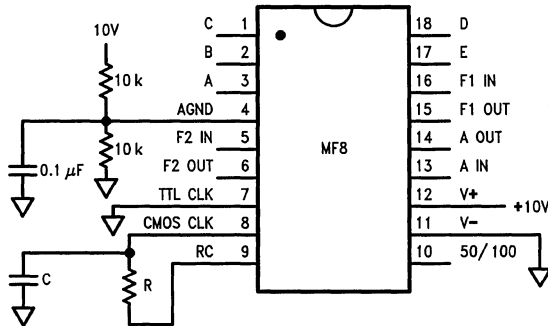 C 1 18 D
10V B 2 17 E
10 k A 3 16 F1 IN
AGND 4 15 F1 OUT
10k F2 IN 5 14 A OUT
MF8
0.1 μF F2 OUT 6 13 A IN
TTL CLK 7 12 V+ +10V
CMOS CLK 8 11 V-
RC 9 10 50/100
C R